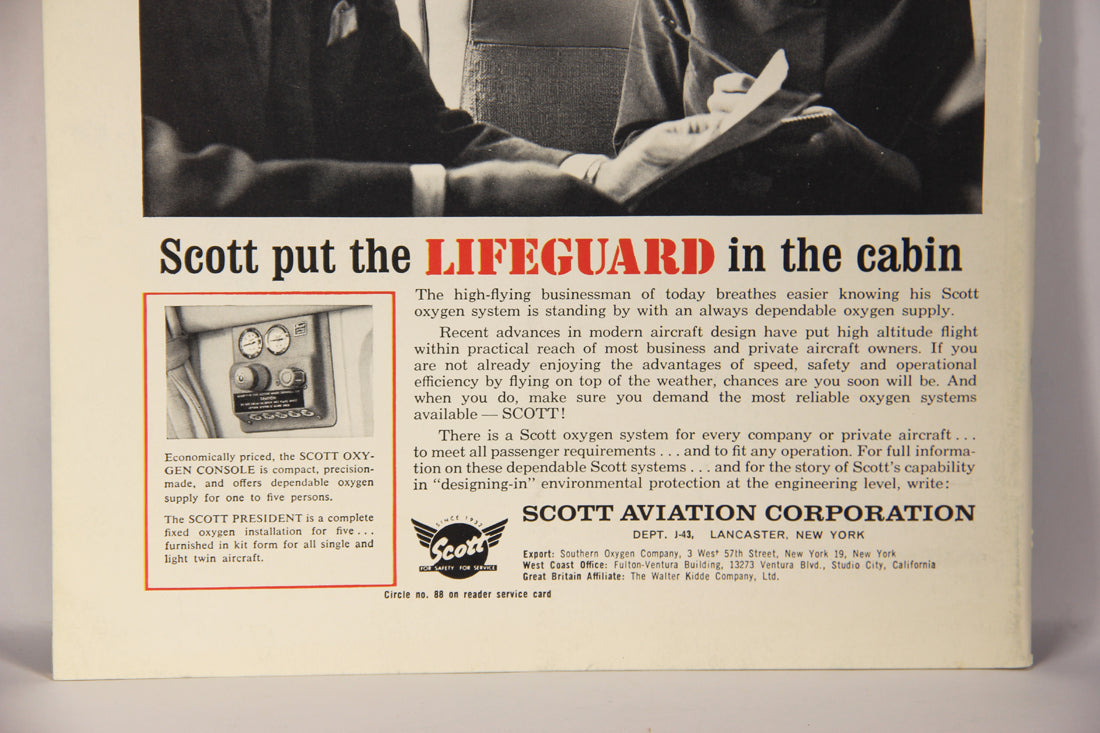 Scott put the LIFEGUARD in the cabin
The high-flying businessman of today breathes easier knowing his Scott
oxygen system is standing by with an always dependable oxygen supply.
Recent advances in modern aircraft design have put high altitude flight
within practical reach of most business and private aircraft owners. If you
are not already enjoying the advantages of speed, safety and operational
efficiency by flying on top of the weather, chances are you soon will be. And
when you do, make sure you demand the most reliable oxygen systems
available — SCOTT!
There is a Scott oxygen system for every company or private aircraft . . .
to meet all passenger requirements . . . and to fit any operation. For full informa-
tion on these dependable Scott systems . . . and for the story of Scott's capability
in "designing-in" environmental protection at the engineering level, write:
CAUTION
Economically priced, the SCOTT OXY-
GEN CONSOLE is compact, precision-
made, and offers dependable oxygen
supply for one to five persons.
The SCOTT PRESIDENT is a complete
fixed oxygen installation for five . . .
furnished in kit form for all single and
light twin aircraft.
SINCE 1932
Scott
FOR SAFETY FOR SERVICE
SCOTT AVIATION CORPORATION
DEPT. J-43, LANCASTER, NEW YORK
Export: Southern Oxygen Company, 3 West 57th Street, New York 19, New York
West Coast Office: Fulton-Ventura Building, 13273 Ventura Blvd., Studio City, California
Great Britain Affiliate: The Walter Kidde Company, Ltd.
Circle no. 88 on reader service card